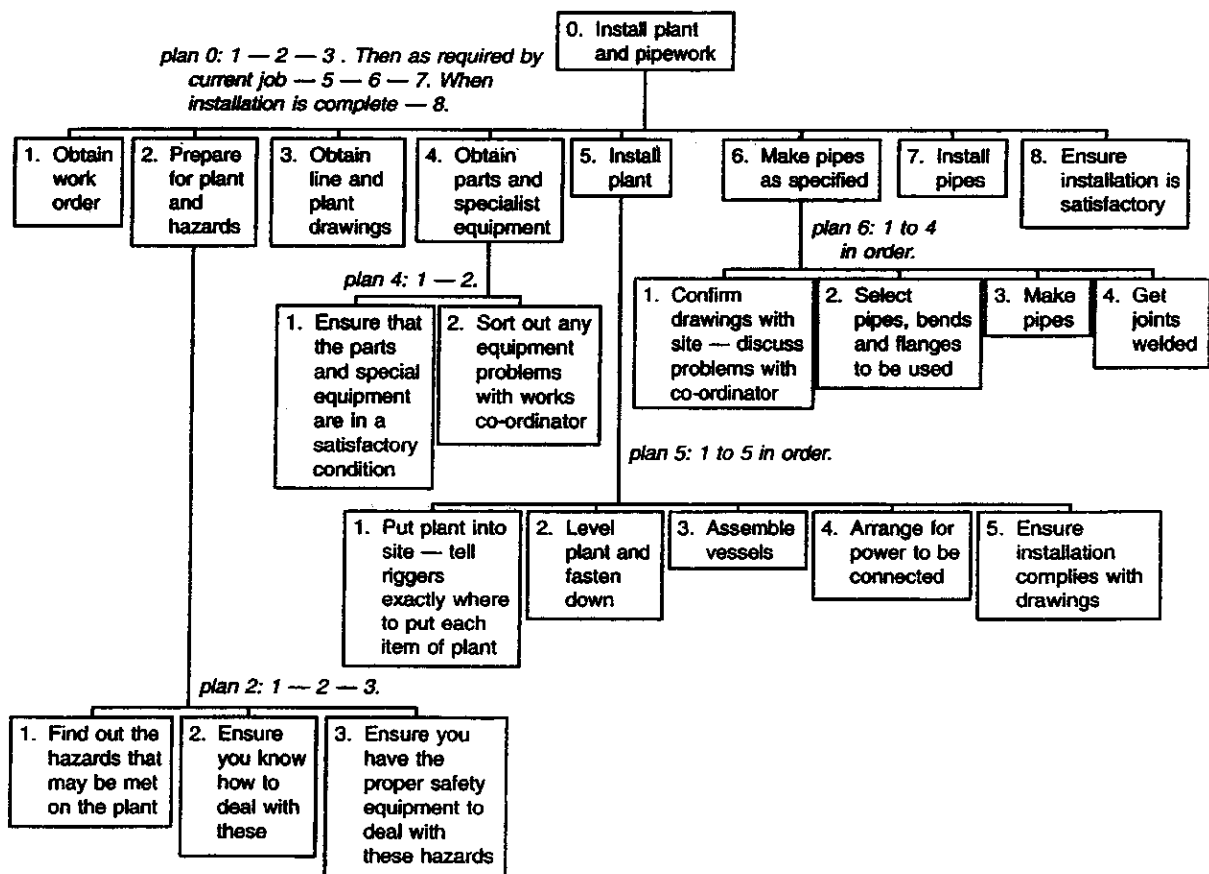 0. Install plant
and pipework
plan 0: 1 — 2 — 3 . Then as required by
current job — 5 — 6 — 7. When
installation is complete — 8.
1. Obtain
work
order
2. Prepare
for plant
and
hazards
3. Obtain
line and
plant
drawings
4. Obtain
parts and
specialist
equipment
5. Install
plant
6. Make pipes
as specified
7. Install
pipes
8. Ensure
installation is
satisfactory
plan 6: 1 to 4
in order.
plan 4: 1 — 2.
1. Ensure that
the parts
and special
equipment
are in a
satisfactory
condition
2. Sort out any
equipment
problems
with works
co-ordinator
1. Confirm
drawings with
site — discuss
problems with
co-ordinator
2. Select
pipes, bends
and flanges
to be used
3. Make
pipes
4. Get
joints
welded
plan 5: 1 to 5 in order.
1. Put plant into
site — tell
riggers
exactly where
to put each
item of plant
2. Level
plant and
fasten
down
3. Assemble
vessels
4. Arrange for
power to be
connected
5. Ensure
installation
complies with
drawings
plan 2: 1 — 2 — 3.
1. Find out the
hazards that
may be met
on the plant
2. Ensure
you know
how to
deal with
these
3. Ensure you
have the
proper safety
equipment to
deal with
these hazards